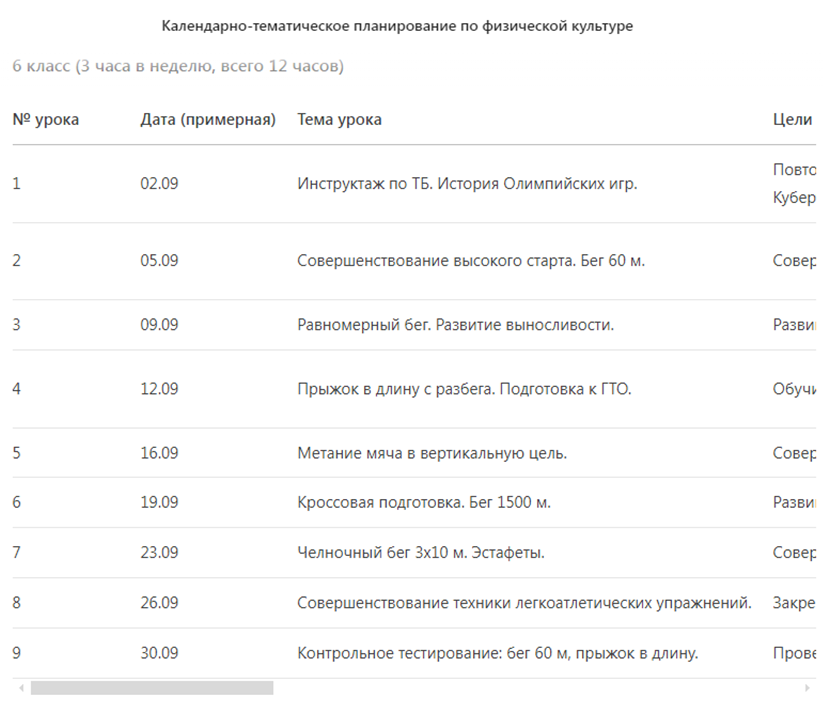 Календарно-тематическое планирование по физической культуре
6 класс (3 часа в неделю, всего 12 часов)
№ урока Дата (примерная) Тема урока Цели
1 02.09 Инструктаж по ТБ. История Олимпийских игр. Повто
Кубер
2 05.09 Совершенствование высокого старта. Бег 60 м. Совер
3 09.09 Равномерный бег. Развитие выносливости. Разви
4 12.09 Прыжок в длину с разбега. Подготовка к ГТО. Обучи
5 16.09 Метание мяча в вертикальную цель. Совер
6 19.09 Кроссовая подготовка. Бег 1500 м. Разви
7 23.09 Челночный бег 3х10 м. Эстафеты. Совер
8 26.09 Совершенствование техники легкоатлетических упражнений. Закре
9 30.09 Контрольное тестирование: бег 60 м, прыжок в длину. Прове